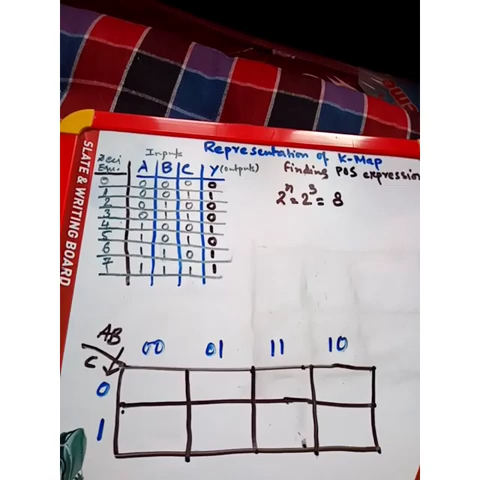 Representation of K-Map
Finding POS expression
2ⁿ = 2³ = 8
Inputs
Deci Equ. A B C Y (Outputs)
0 0 0 0 0
1 0 0 1 1
2 0 1 0 1
3 0 1 1 0
4 1 0 0 1
5 1 0 1 0
6 1 1 0 1
7 1 1 1 1
SLATE & WRITING BOARD
AB
C
00 01 11 10
0
1